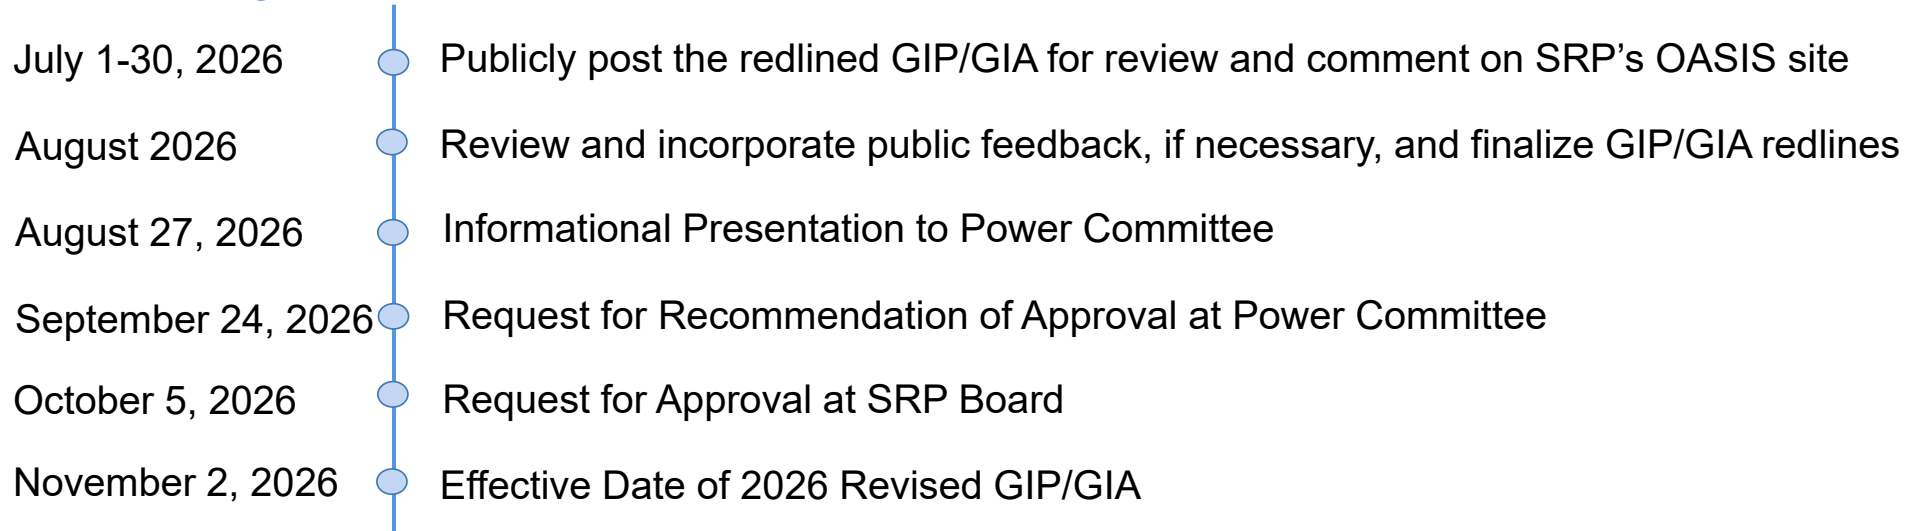 July 1-30, 2026 Publicly post the redlined GIP/GIA for review and comment on SRP’s OASIS site
August 2026 Review and incorporate public feedback, if necessary, and finalize GIP/GIA redlines
August 27, 2026 Informational Presentation to Power Committee
September 24, 2026 Request for Recommendation of Approval at Power Committee
October 5, 2026 Request for Approval at SRP Board
November 2, 2026 Effective Date of 2026 Revised GIP/GIA